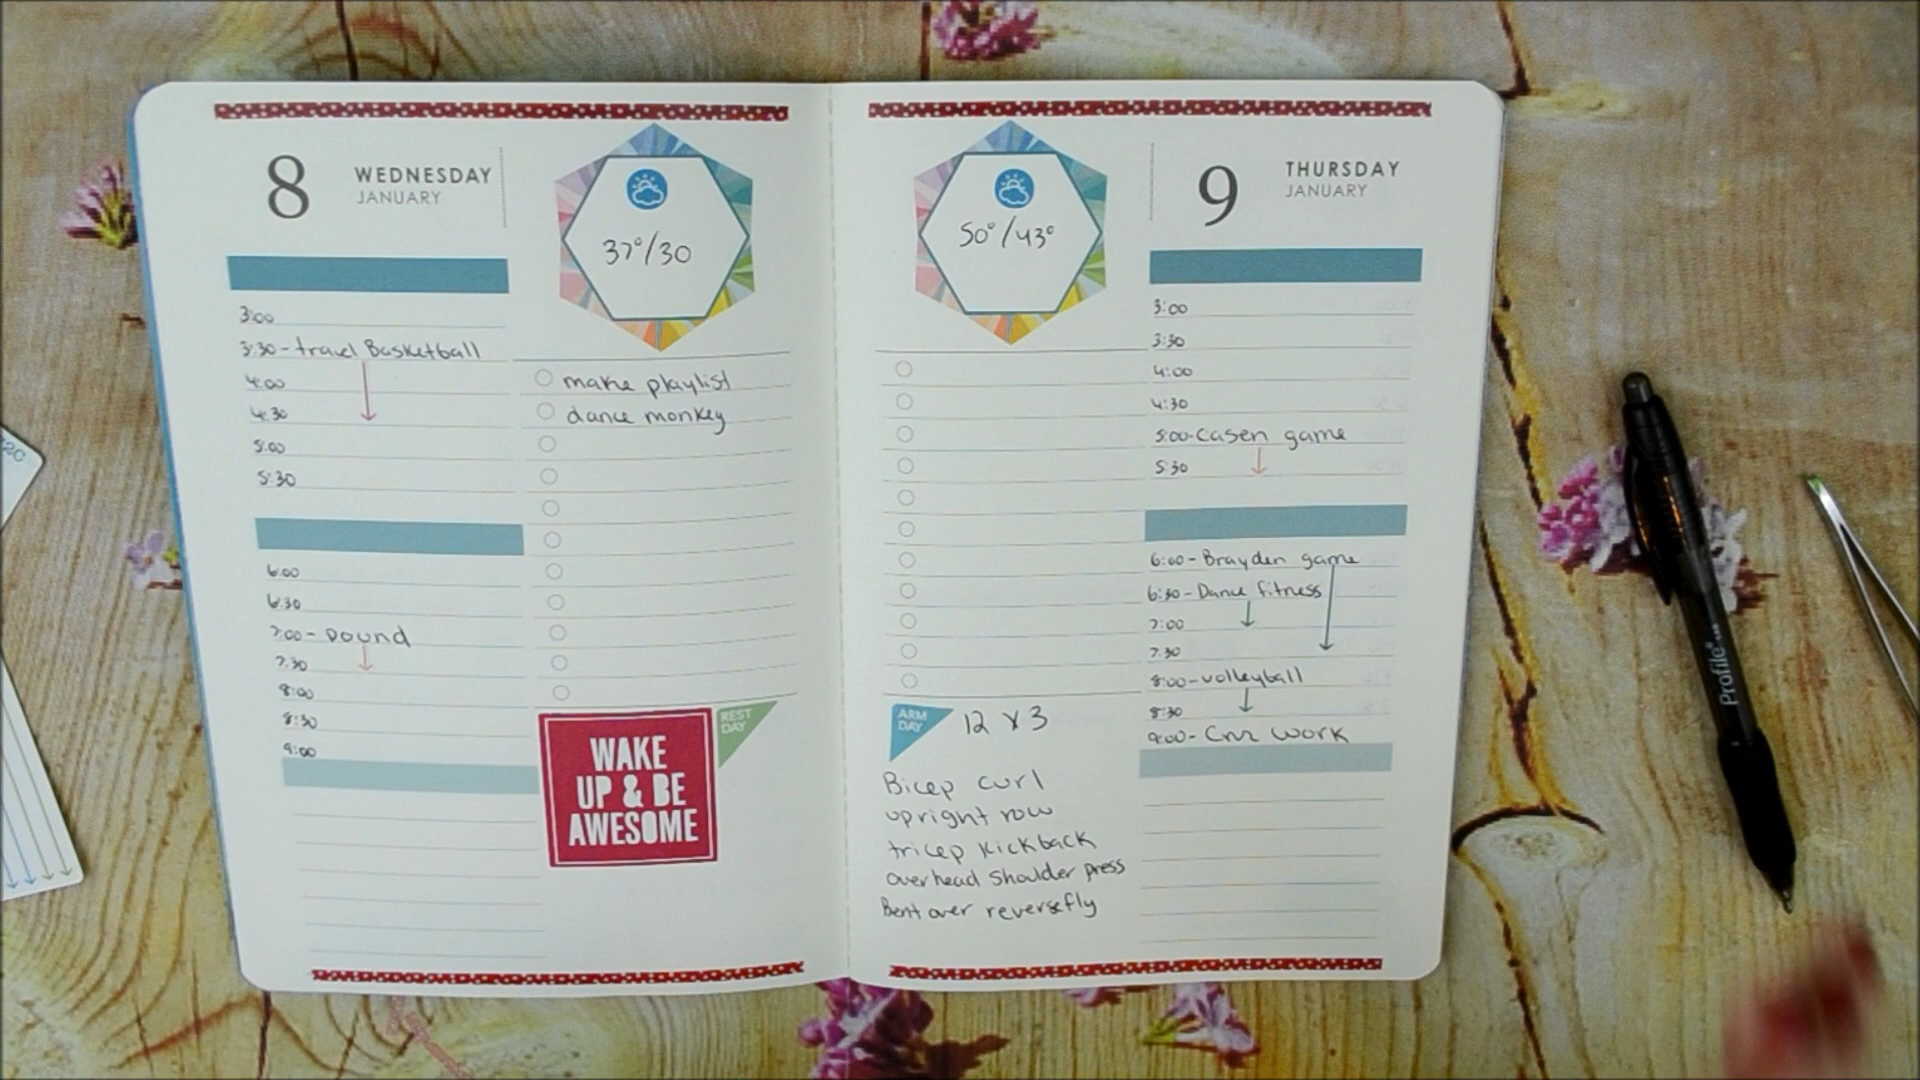 8
WEDNESDAY
JANUARY
37°/30
3:00
3:30 - travel Basketball
4:00
4:30
5:00
5:30
6:00
6:30
7:00 - Pound
7:30
8:00
8:30
9:00
make playlist
dance monkey
WAKE
UP & BE
AWESOME
REST
DAY
50°/43°
9
THURSDAY
JANUARY
3:00
3:30
4:00
4:30
5:00 - Casen game
5:30
6:00 - Brayden game
6:30 - Dance fitness
7:00
7:30
8:00 - volleyball
8:30
9:00 - work
ARM
DAY
12 x 3
Bicep curl
upright row
tricep kickback
overhead shoulder press
Bent over reversefly
Profile